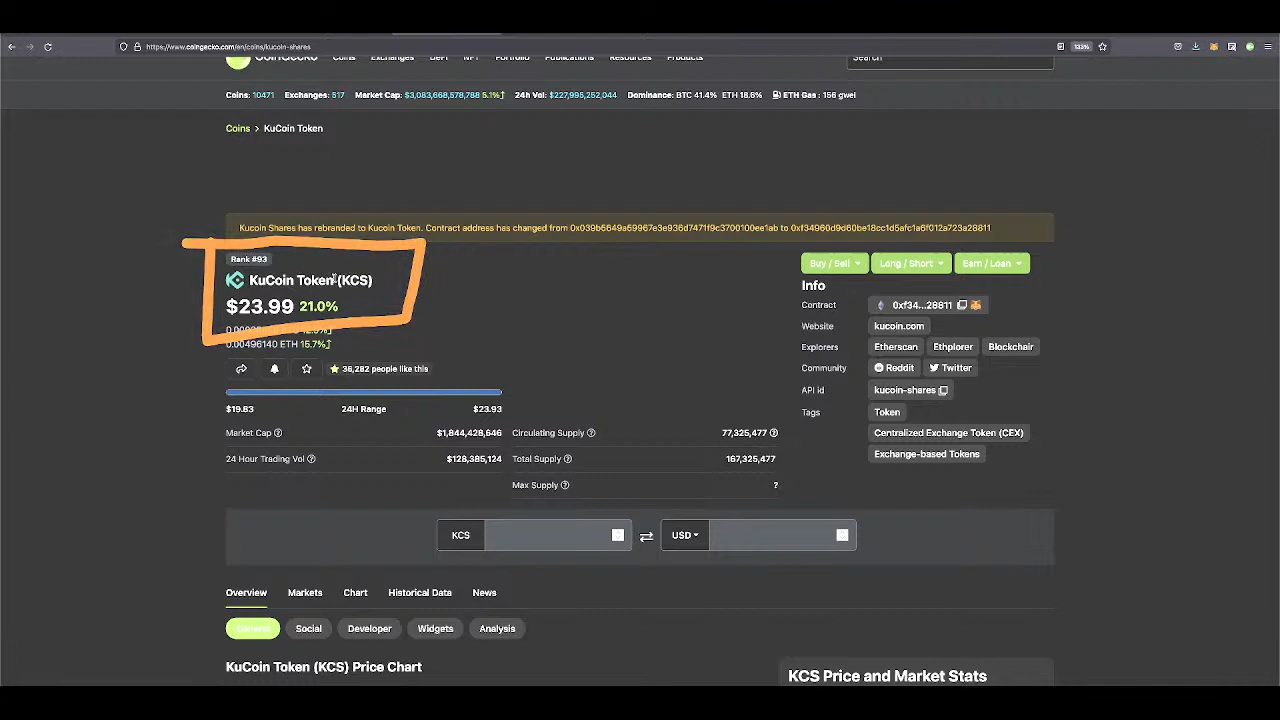 https://www.coingecko.com/en/coins/kucoin-shares
133%
Coins Exchanges DeFi NFT Portfolio Publications Resources Products
Search
Coins: 10471 Exchanges: 517 Market Cap: $3,083,668,578,788 5.1% 24h Vol: $227,995,252,044 Dominance: BTC 41.4% ETH 18.6% ETH Gas: 156 gwei
Coins > KuCoin Token
Kucoin Shares has rebranded to Kucoin Token. Contract address has changed from 0x039b5649a59967e3e936d7471f9c3700100ee1ab to 0xf34960d9d60be18cc1d5afc1a6f012a723a28811
Rank #93
KuCoin Token (KCS)
$23.99 21.0%
0.00496140 ETH 15.7%
36,282 people like this
$19.83 24H Range $23.93
Market Cap $1,844,428,646
24 Hour Trading Vol $128,385,124
Circulating Supply 77,325,477
Total Supply 167,325,477
Max Supply ?
Buy / Sell Long / Short Earn / Loan
Info
Contract 0xf34...28811
Website kucoin.com
Explorers Etherscan Ethplorer Blockchair
Community Reddit Twitter
API id kucoin-shares
Tags Token
Centralized Exchange Token (CEX)
Exchange-based Tokens
KCS USD
Overview Markets Chart Historical Data News
General Social Developer Widgets Analysis
KuCoin Token (KCS) Price Chart
KCS Price and Market Stats